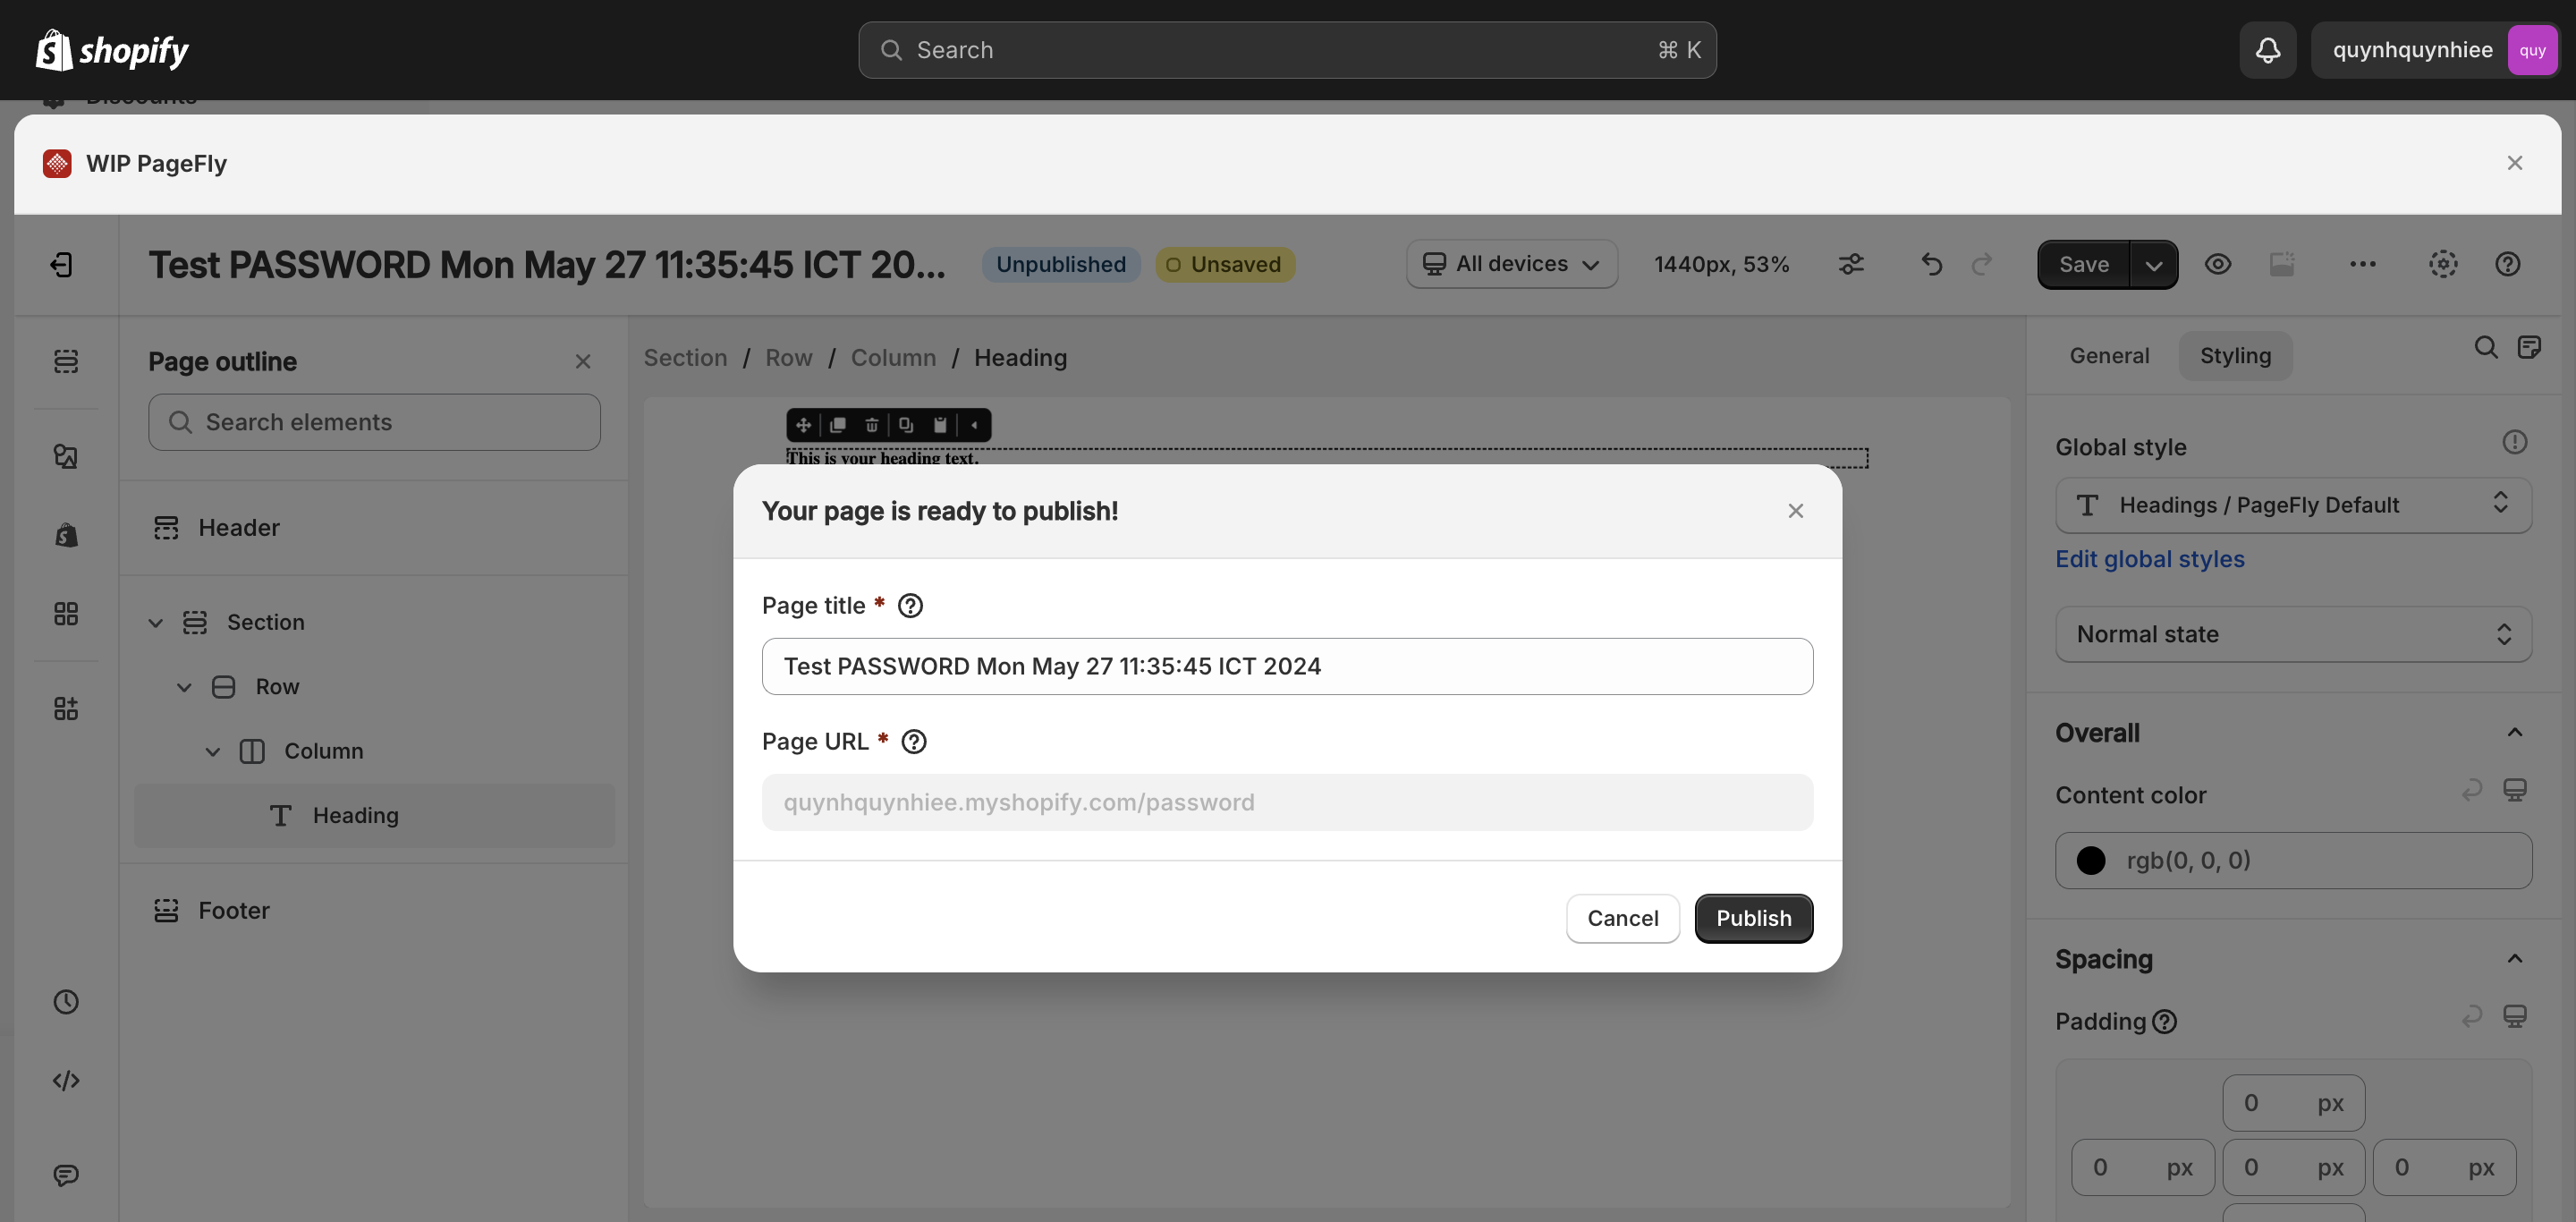 shopify
Search
⌘ K
quynhquynhiee
quy
Discounts
WIP PageFly
Test PASSWORD Mon May 27 11:35:45 ICT 20...
Unpublished
Unsaved
All devices
1440px, 53%
Save
Page outline
Search elements
Header
Section
Row
Column
Heading
Footer
Section / Row / Column / Heading
This is your heading text.
Your page is ready to publish!
Page title *
Test PASSWORD Mon May 27 11:35:45 ICT 2024
Page URL *
quynhquynhiee.myshopify.com/password
Cancel
Publish
General
Styling
Global style
Headings / PageFly Default
Edit global styles
Normal state
Overall
Content color
rgb(0, 0, 0)
Spacing
Padding
0 px
0 px
0 px
0 px